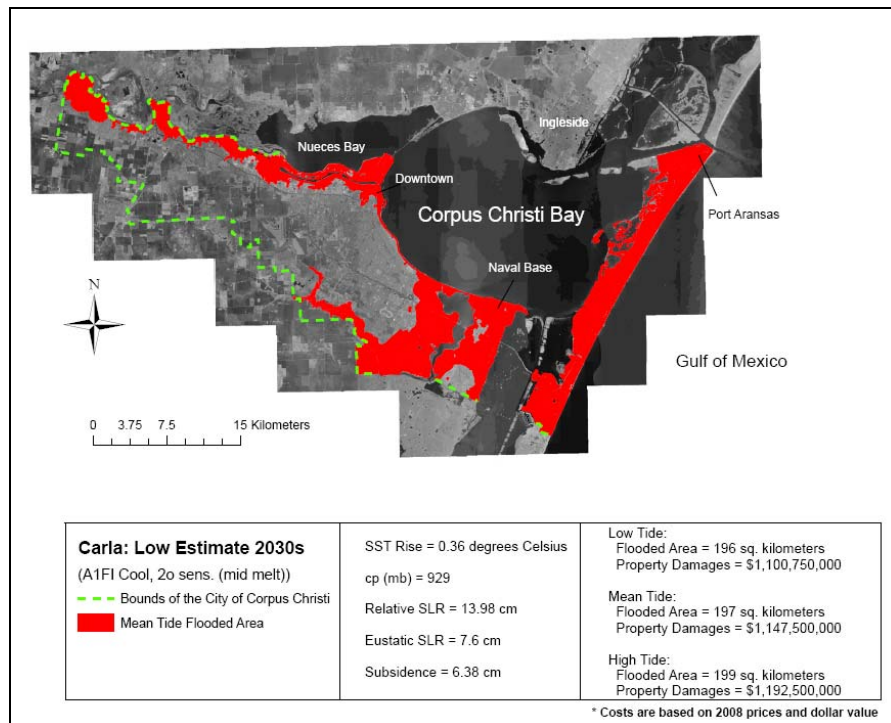 Ingleside
Nueces Bay
Downtown
Port Aransas
Corpus Christi Bay
Naval Base
N
Gulf of Mexico
0 3.75 7.5 15 Kilometers
Carla: Low Estimate 2030s
(A1FI Cool, 2o sens. (mid melt))
Bounds of the City of Corpus Christi
Mean Tide Flooded Area
SST Rise = 0.36 degrees Celsius
cp (mb) = 929
Relative SLR = 13.98 cm
Eustatic SLR = 7.6 cm
Subsidence = 6.38 cm
Low Tide:
Flooded Area = 196 sq. kilometers
Property Damages = $1,100,750,000
Mean Tide:
Flooded Area = 197 sq. kilometers
Property Damages = $1,147,500,000
High Tide:
Flooded Area = 199 sq. kilometers
Property Damages = $1,192,500,000
* Costs are based on 2008 prices and dollar value